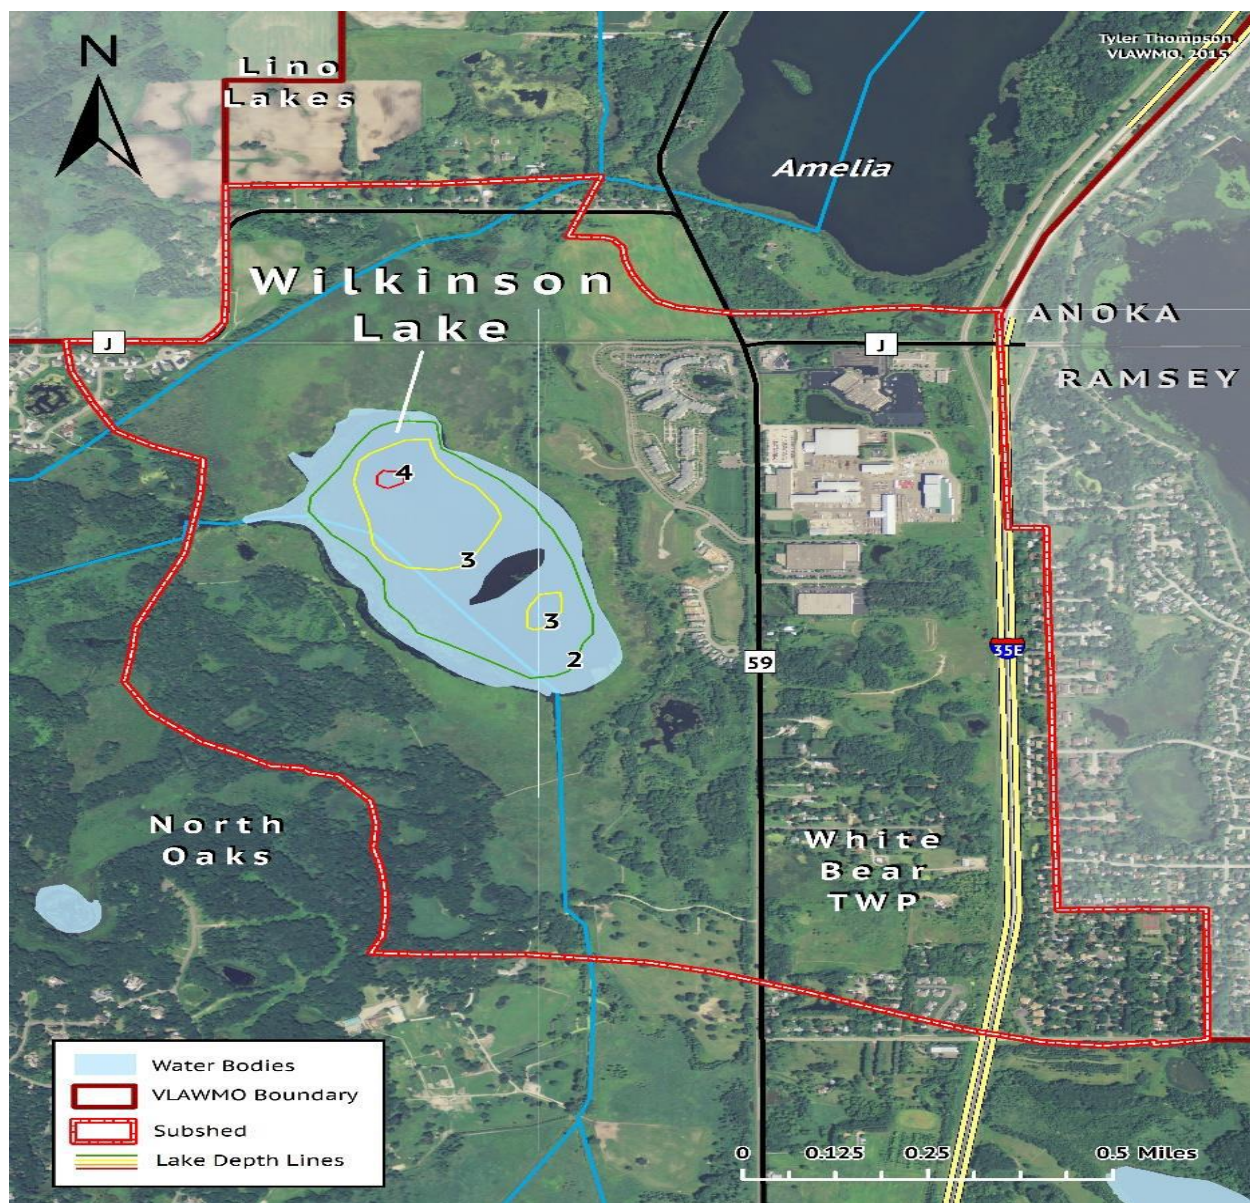 N
Lino
Lakes
Tyler Thompson,
VLAWMO, 2015
Amelia
Wilkinson
Lake
ANOKA
J
J
RAMSEY
4
3
3
2
59
35E
North
Oaks
White
Bear
TWP
Water Bodies
VLAWMO Boundary
Subshed
Lake Depth Lines
0 0.125 0.25 0.5 Miles